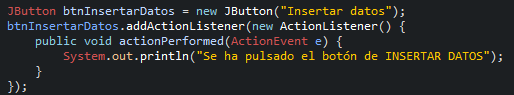 JButton btnInsertarDatos = new JButton("Insertar datos");
btnInsertarDatos.addActionListener(new ActionListener() {
    public void actionPerformed(ActionEvent e) {
        System.out.println("Se ha pulsado el botón de INSERTAR DATOS");
    }
});